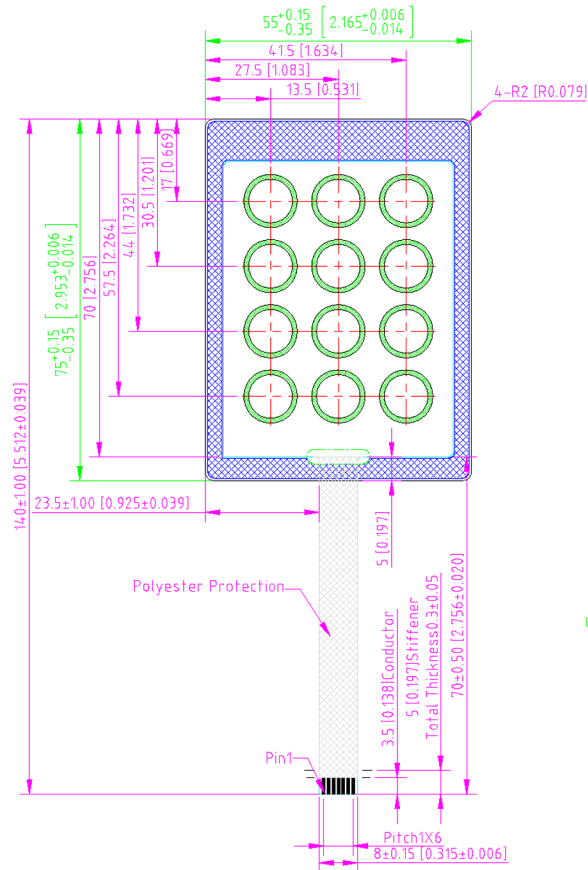 55+0.15 -0.35 [2.165+0.006 -0.014]
41.5 [1.634]
27.5 [1.083]
13.5 [0.531]
4-R2 [R0.079]
17 [0.669]
30.5 [1.201]
44 [1.732]
57.5 [2.264]
70 [2.756]
75+0.15 -0.35 [2.953+0.006 -0.014]
140±1.00 [5.512±0.039]
23.5±1.00 [0.925±0.039]
5 [0.197]
Polyester Protection
3.5 [0.138]Conductor
5 [0.197]Stiffener
Total Thickness0.3±0.05
70±0.50 [2.756±0.020]
Pin1
Pitch1X6
8±0.15 [0.315±0.006]